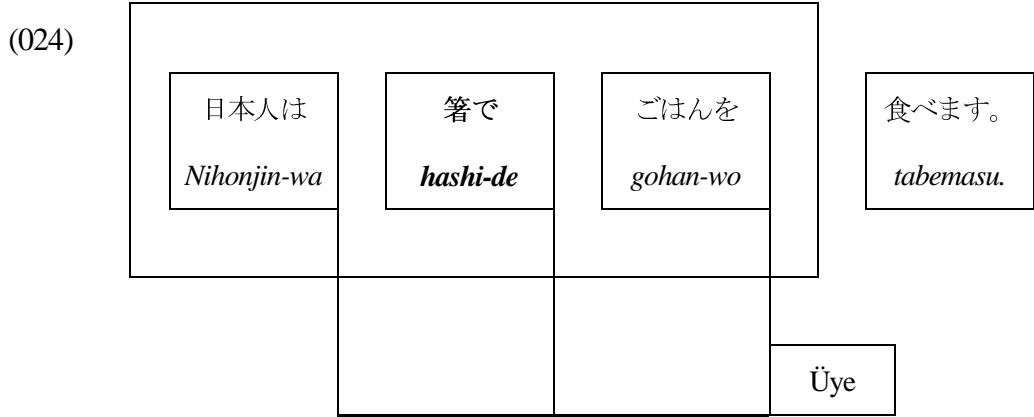 (024)
日本人は 箸で ごはんを 食べます。
Nihonjin-wa hashi-de gohan-wo tabemasu.
Üye